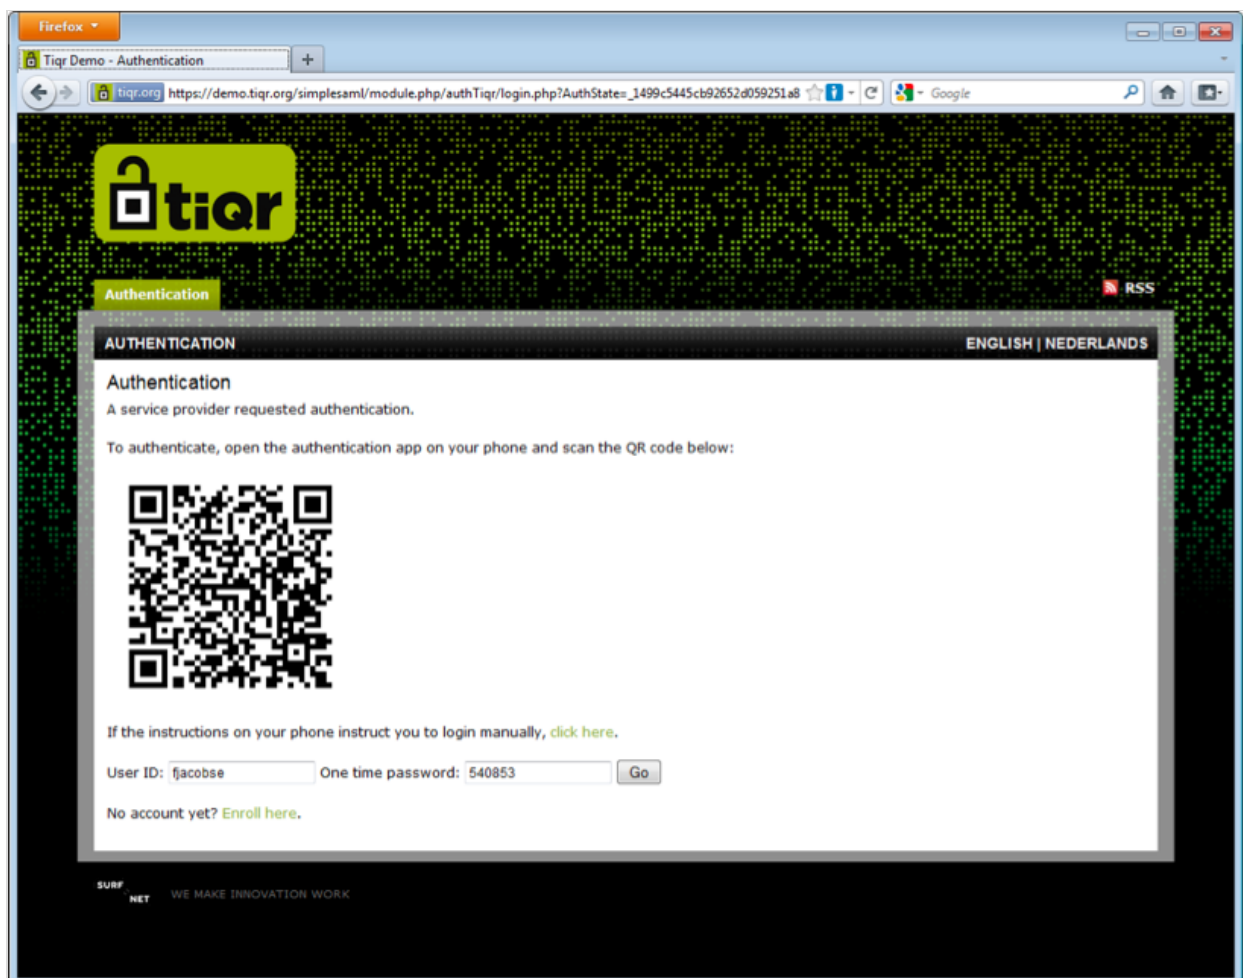 Firefox
Tiqr Demo - Authentication
tiqr.org https://demo.tiqr.org/simplesaml/module.php/authTiqr/login.php?AuthState=_1499c5445cb92652d059251a8
Google
tiqr
Authentication
RSS
AUTHENTICATION
ENGLISH | NEDERLANDS
Authentication
A service provider requested authentication.
To authenticate, open the authentication app on your phone and scan the QR code below:
If the instructions on your phone instruct you to login manually, click here.
User ID: fjacobse One time password: 540853 Go
No account yet? Enroll here.
SURF
NET
WE MAKE INNOVATION WORK